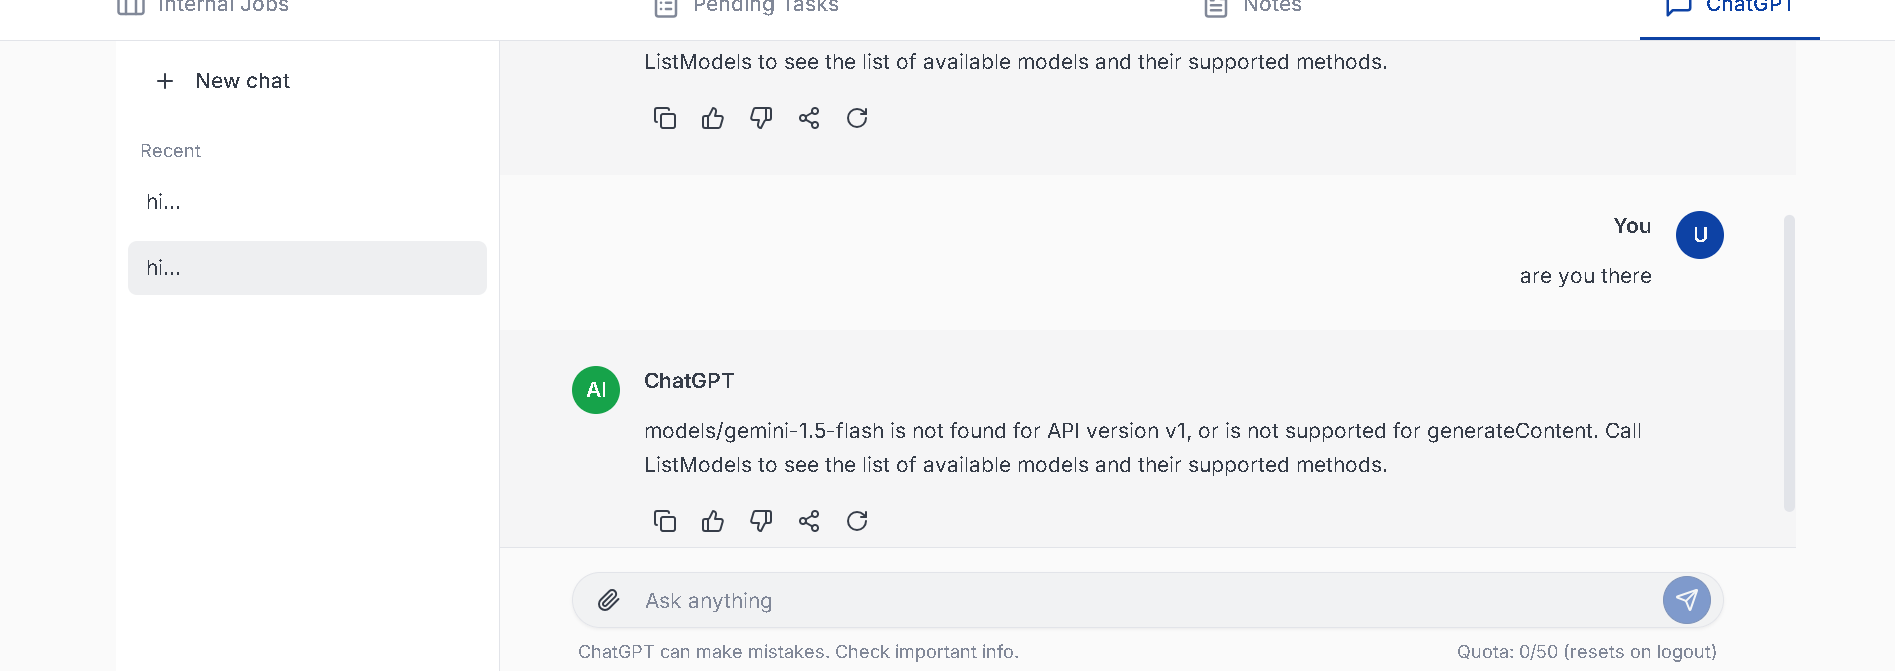 Internal Jobs
Pending Tasks
Notes
ChatGPT
New chat
Recent
hi...
hi...
ListModels to see the list of available models and their supported methods.
You
U
are you there
AI
ChatGPT
models/gemini-1.5-flash is not found for API version v1, or is not supported for generateContent. Call
ListModels to see the list of available models and their supported methods.
Ask anything
ChatGPT can make mistakes. Check important info.
Quota: 0/50 (resets on logout)